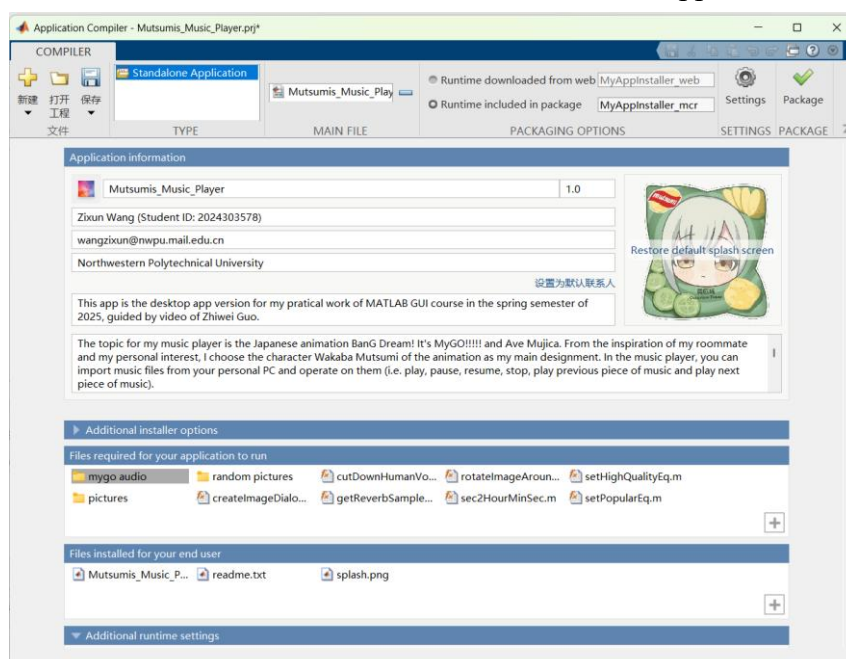 Application Compiler - Mutsumis_Music_Player.prj*
COMPILER
新建
打开
工程
保存
文件
Standalone Application
TYPE
Mutsumis_Music_Play
MAIN FILE
Runtime downloaded from web MyAppInstaller_web
Runtime included in package MyAppInstaller_mcr
PACKAGING OPTIONS
Settings
SETTINGS
Package
PACKAGE
Application information
Mutsumis_Music_Player 1.0
Zixun Wang (Student ID: 2024303578)
wangzixun@nwpu.mail.edu.cn
Northwestern Polytechnical University
设置为默认联系人
Restore default splash screen
This app is the desktop app version for my pratical work of MATLAB GUI course in the spring semester of
2025, guided by video of Zhiwei Guo.
The topic for my music player is the Japanese animation BanG Dream! It's MyGO!!!!! and Ave Mujica. From the inspiration of my roommate
and my personal interest, I choose the character Wakaba Mutsumi of the animation as my main designment. In the music player, you can
import music files from your personal PC and operate on them (i.e. play, pause, resume, stop, play previous piece of music and play next
piece of music).
Additional installer options
Files required for your application to run
mygo audio random pictures cutDownHumanVo... rotateImageAroun... setHighQualityEq.m
pictures createImageDialo... getReverbSample... sec2HourMinSec.m setPopularEq.m
Files installed for your end user
Mutsumis_Music_P... readme.txt splash.png
Additional runtime settings